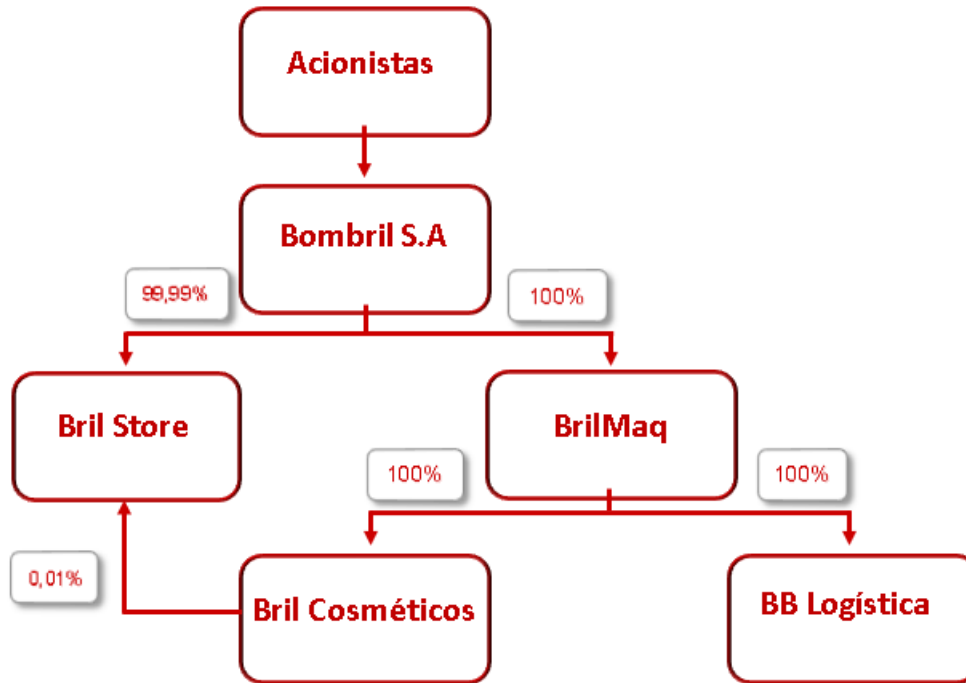 Acionistas
Bombril S.A
99,99%
100%
Bril Store
BrilMaq
100%
100%
0,01%
Bril Cosméticos
BB Logística